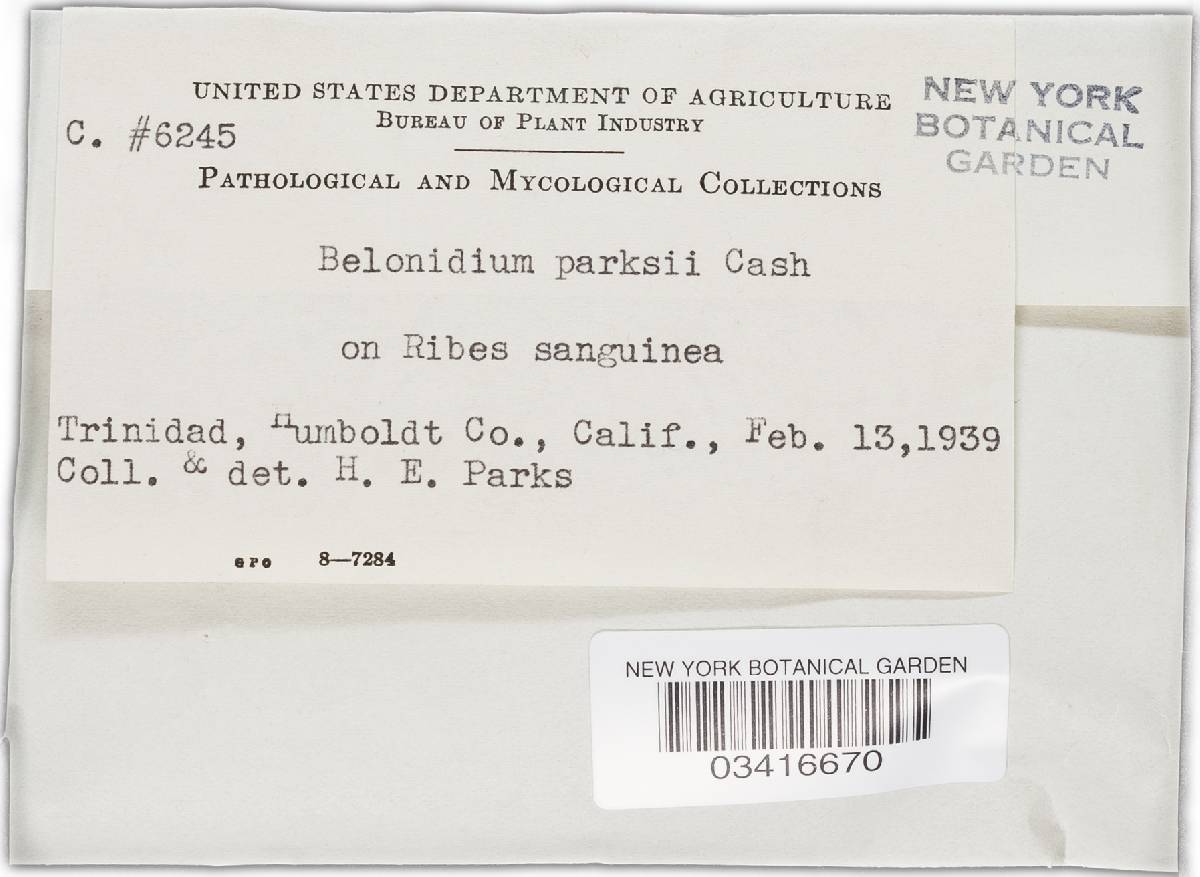 UNITED STATES DEPARTMENT OF AGRICULTURE
BUREAU OF PLANT INDUSTRY
C. #6245
PATHOLOGICAL AND MYCOLOGICAL COLLECTIONS
NEW YORK
BOTANICAL
GARDEN
Belonidium parksii Cash
on Ribes sanguinea
Trinidad, Humboldt Co., Calif., Feb. 13,1939
Coll. & det. H. E. Parks
GPO 8—7284
NEW YORK BOTANICAL GARDEN
03416670